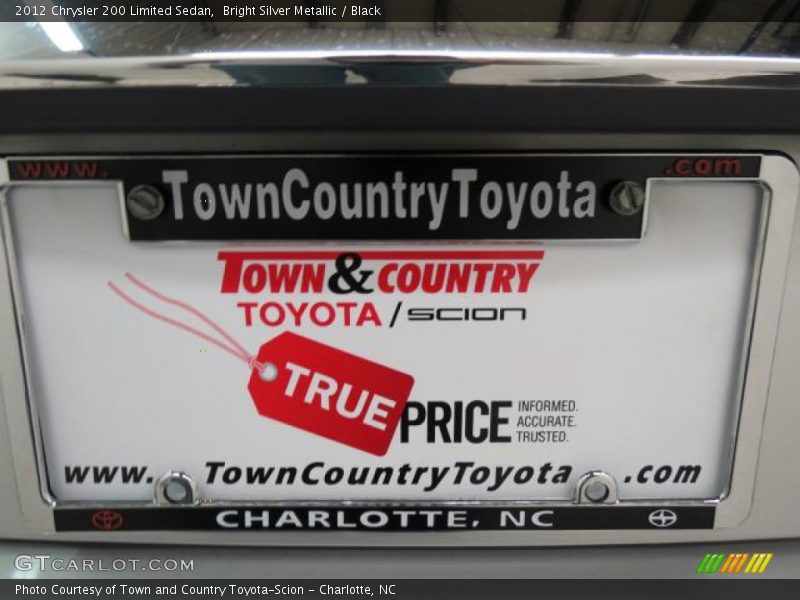 2012 Chrysler 200 Limited Sedan,  Bright Silver Metallic / Black
www. TownCountryToyota .com
TOWN & COUNTRY
TOYOTA / SCION
TRUE PRICE
INFORMED.
ACCURATE.
TRUSTED.
www. TownCountryToyota .com
CHARLOTTE, NC
GTCARLOT.COM
Photo Courtesy of Town and Country Toyota-Scion - Charlotte, NC